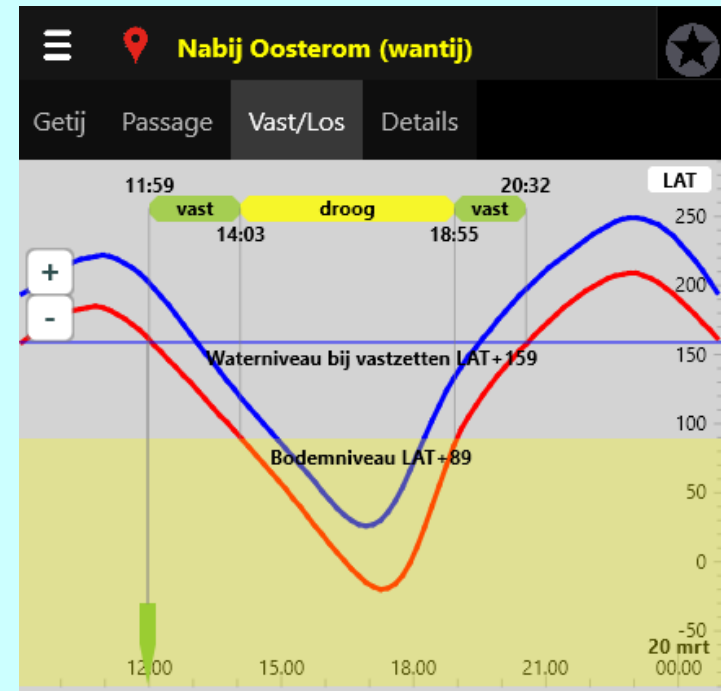 Nabij Oosterom (wantij)
Getij Passage Vast/Los Details
11:59 20:32 LAT
vast droog vast 250
14:03 18:55
+ 200
-
Waterniveau bij vastzetten LAT+159 150
100
Bodemniveau LAT+89
50
0
-50
20 mrt
12:00 15.00 18.00 21.00 00.00